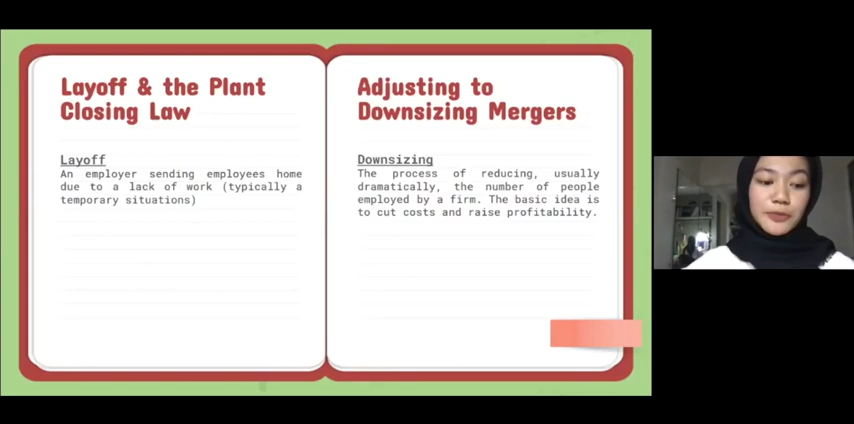 Layoff & the Plant
Closing Law
Layoff
An employer sending employees home
due to a lack of work (typically a
temporary situations)
Adjusting to
Downsizing Mergers
Downsizing
The process of reducing, usually
dramatically, the number of people
employed by a firm. The basic idea is
to cut costs and raise profitability.